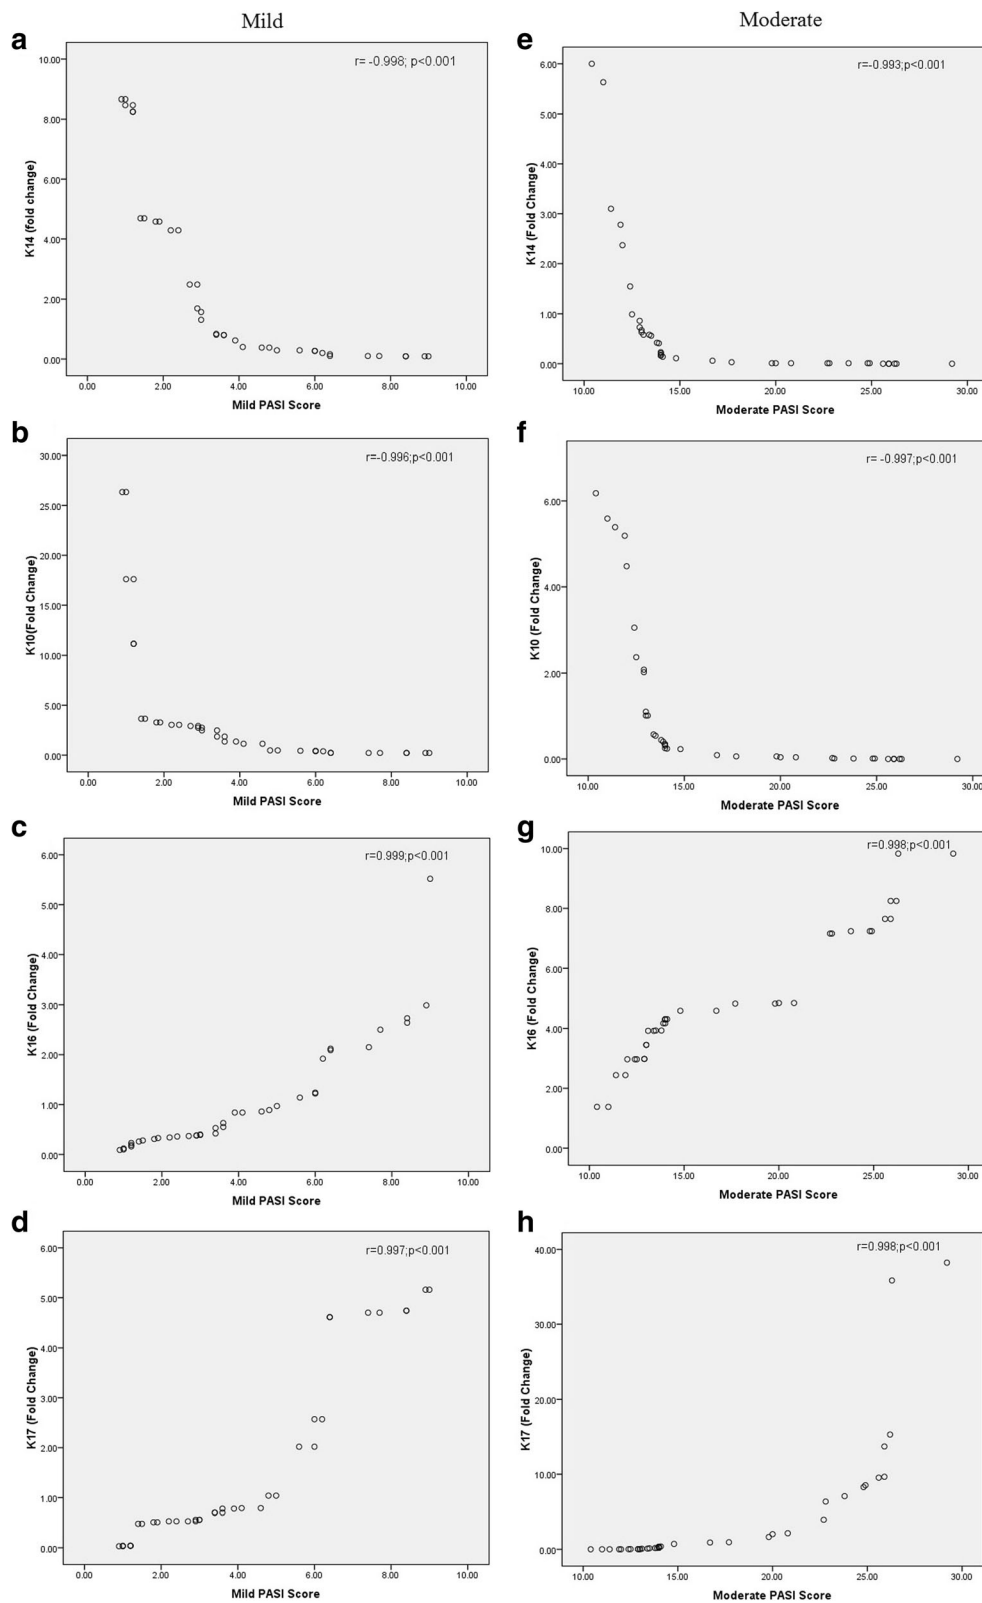 Mild
Moderate
a
r= -0.998; p<0.001
K14 (fold change)
10.00
8.00
6.00
4.00
2.00
0.00
0.00 2.00 4.00 6.00 8.00 10.00
Mild PASI Score
e
r=-0.993;p<0.001
K14 (Fold Change)
6.00
5.00
4.00
3.00
2.00
1.00
0.00
10.00 15.00 20.00 25.00 30.00
Moderate PASI Score
b
r=-0.996;p<0.001
K10(Fold Change)
30.00
25.00
20.00
15.00
10.00
5.00
0.00
0.00 2.00 4.00 6.00 8.00 10.00
Mild PASI Score
f
r= -0.997;p<0.001
K10 (Fold Change)
6.00
4.00
2.00
0.00
10.00 15.00 20.00 25.00 30.00
Moderate PASI Score
c
r=0.999;p<0.001
K16 (Fold Change)
6.00
5.00
4.00
3.00
2.00
1.00
0.00
0.00 2.00 4.00 6.00 8.00 10.00
Mild PASI Score
g
r=0.998;p<0.001
K16 (Fold Change)
10.00
8.00
6.00
4.00
2.00
0.00
10.00 15.00 20.00 25.00 30.00
Moderate PASI Score
d
r=0.997;p<0.001
K17 (Fold Change)
6.00
5.00
4.00
3.00
2.00
1.00
0.00
0.00 2.00 4.00 6.00 8.00 10.00
Mild PASI Score
h
r=0.998;p<0.001
K17 (Fold Change)
40.00
30.00
20.00
10.00
0.00
10.00 15.00 20.00 25.00 30.00
Moderate PASI Score